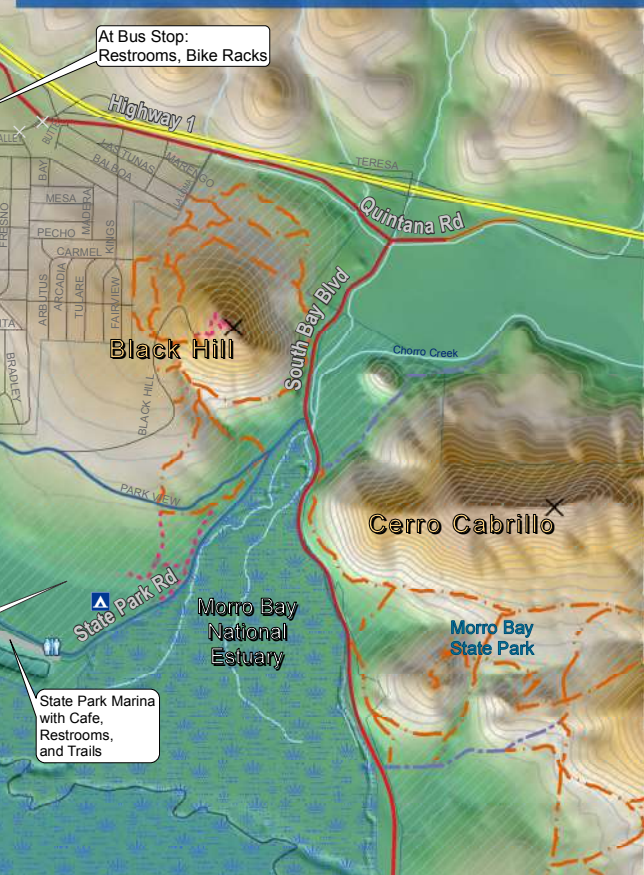 At Bus Stop:
Restrooms, Bike Racks
Highway 1
LAS TUNAS
MARENGO
BALBOA
TERESA
BAY
MESA
MADERA
FRESNO
PECHO
KINGS
CARMEL
Quintana Rd
ARBUTUS
ARCADIA
TULARE
FAIRVIEW
South Bay Blvd
Black Hill
Chorro Creek
BRADLEY
BLACK HILL
PARK VIEW
Cerro Cabrillo
State Park Rd
Morro Bay
National
Estuary
Morro Bay
State Park
State Park Marina
with Cafe,
Restrooms,
and Trails